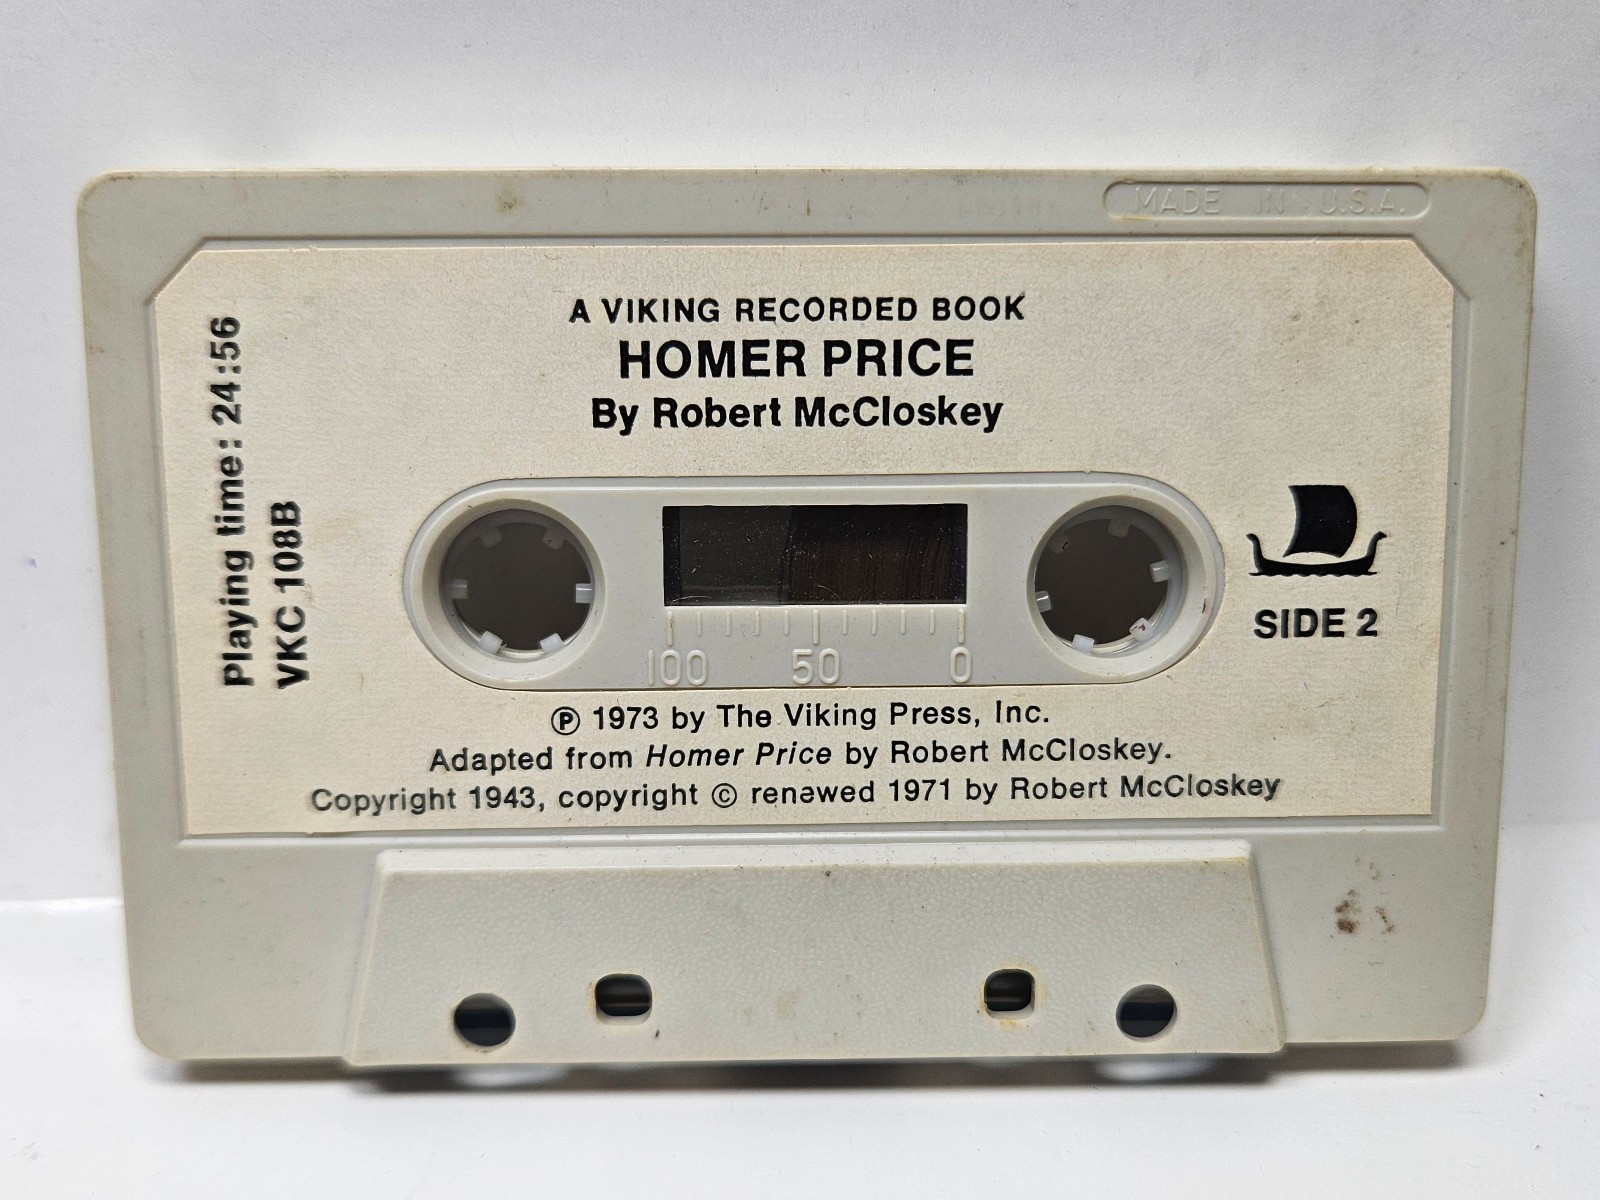 MADE IN U.S.A.
A VIKING RECORDED BOOK
HOMER PRICE
By Robert McCloskey
Playing time: 24:56
VKC 108B
SIDE 2
100 50 0
Ⓟ 1973 by The Viking Press, Inc.
Adapted from Homer Price by Robert McCloskey.
Copyright 1943, copyright © renewed 1971 by Robert McCloskey